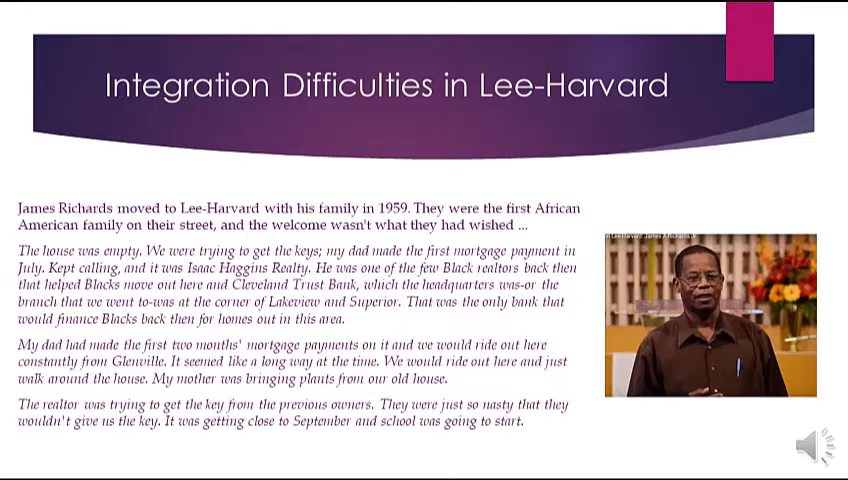 Integration Difficulties in Lee-Harvard
James Richards moved to Lee-Harvard with his family in 1959. They were the first African
American family on their street, and the welcome wasn't what they had wished ...
The house was empty. We were trying to get the keys; my dad made the first mortgage payment in
July. Kept calling, and it was Isaac Haggins Realty. He was one of the few Black realtors back then
that helped Blacks move out here and Cleveland Trust Bank, which the headquarters was-or the
branch that we went to-was at the corner of Lakeview and Superior. That was the only bank that
would finance Blacks back then for homes out in this area.
My dad had made the first two months' mortgage payments on it and we would ride out here
constantly from Glenville. It seemed like a long way at the time. We would ride out here and just
walk around the house. My mother was bringing plants from our old house.
The realtor was trying to get the key from the previous owners. They were just so nasty that they
wouldn't give us the key. It was getting close to September and school was going to start.
in Lee-Harvard: James A Richards